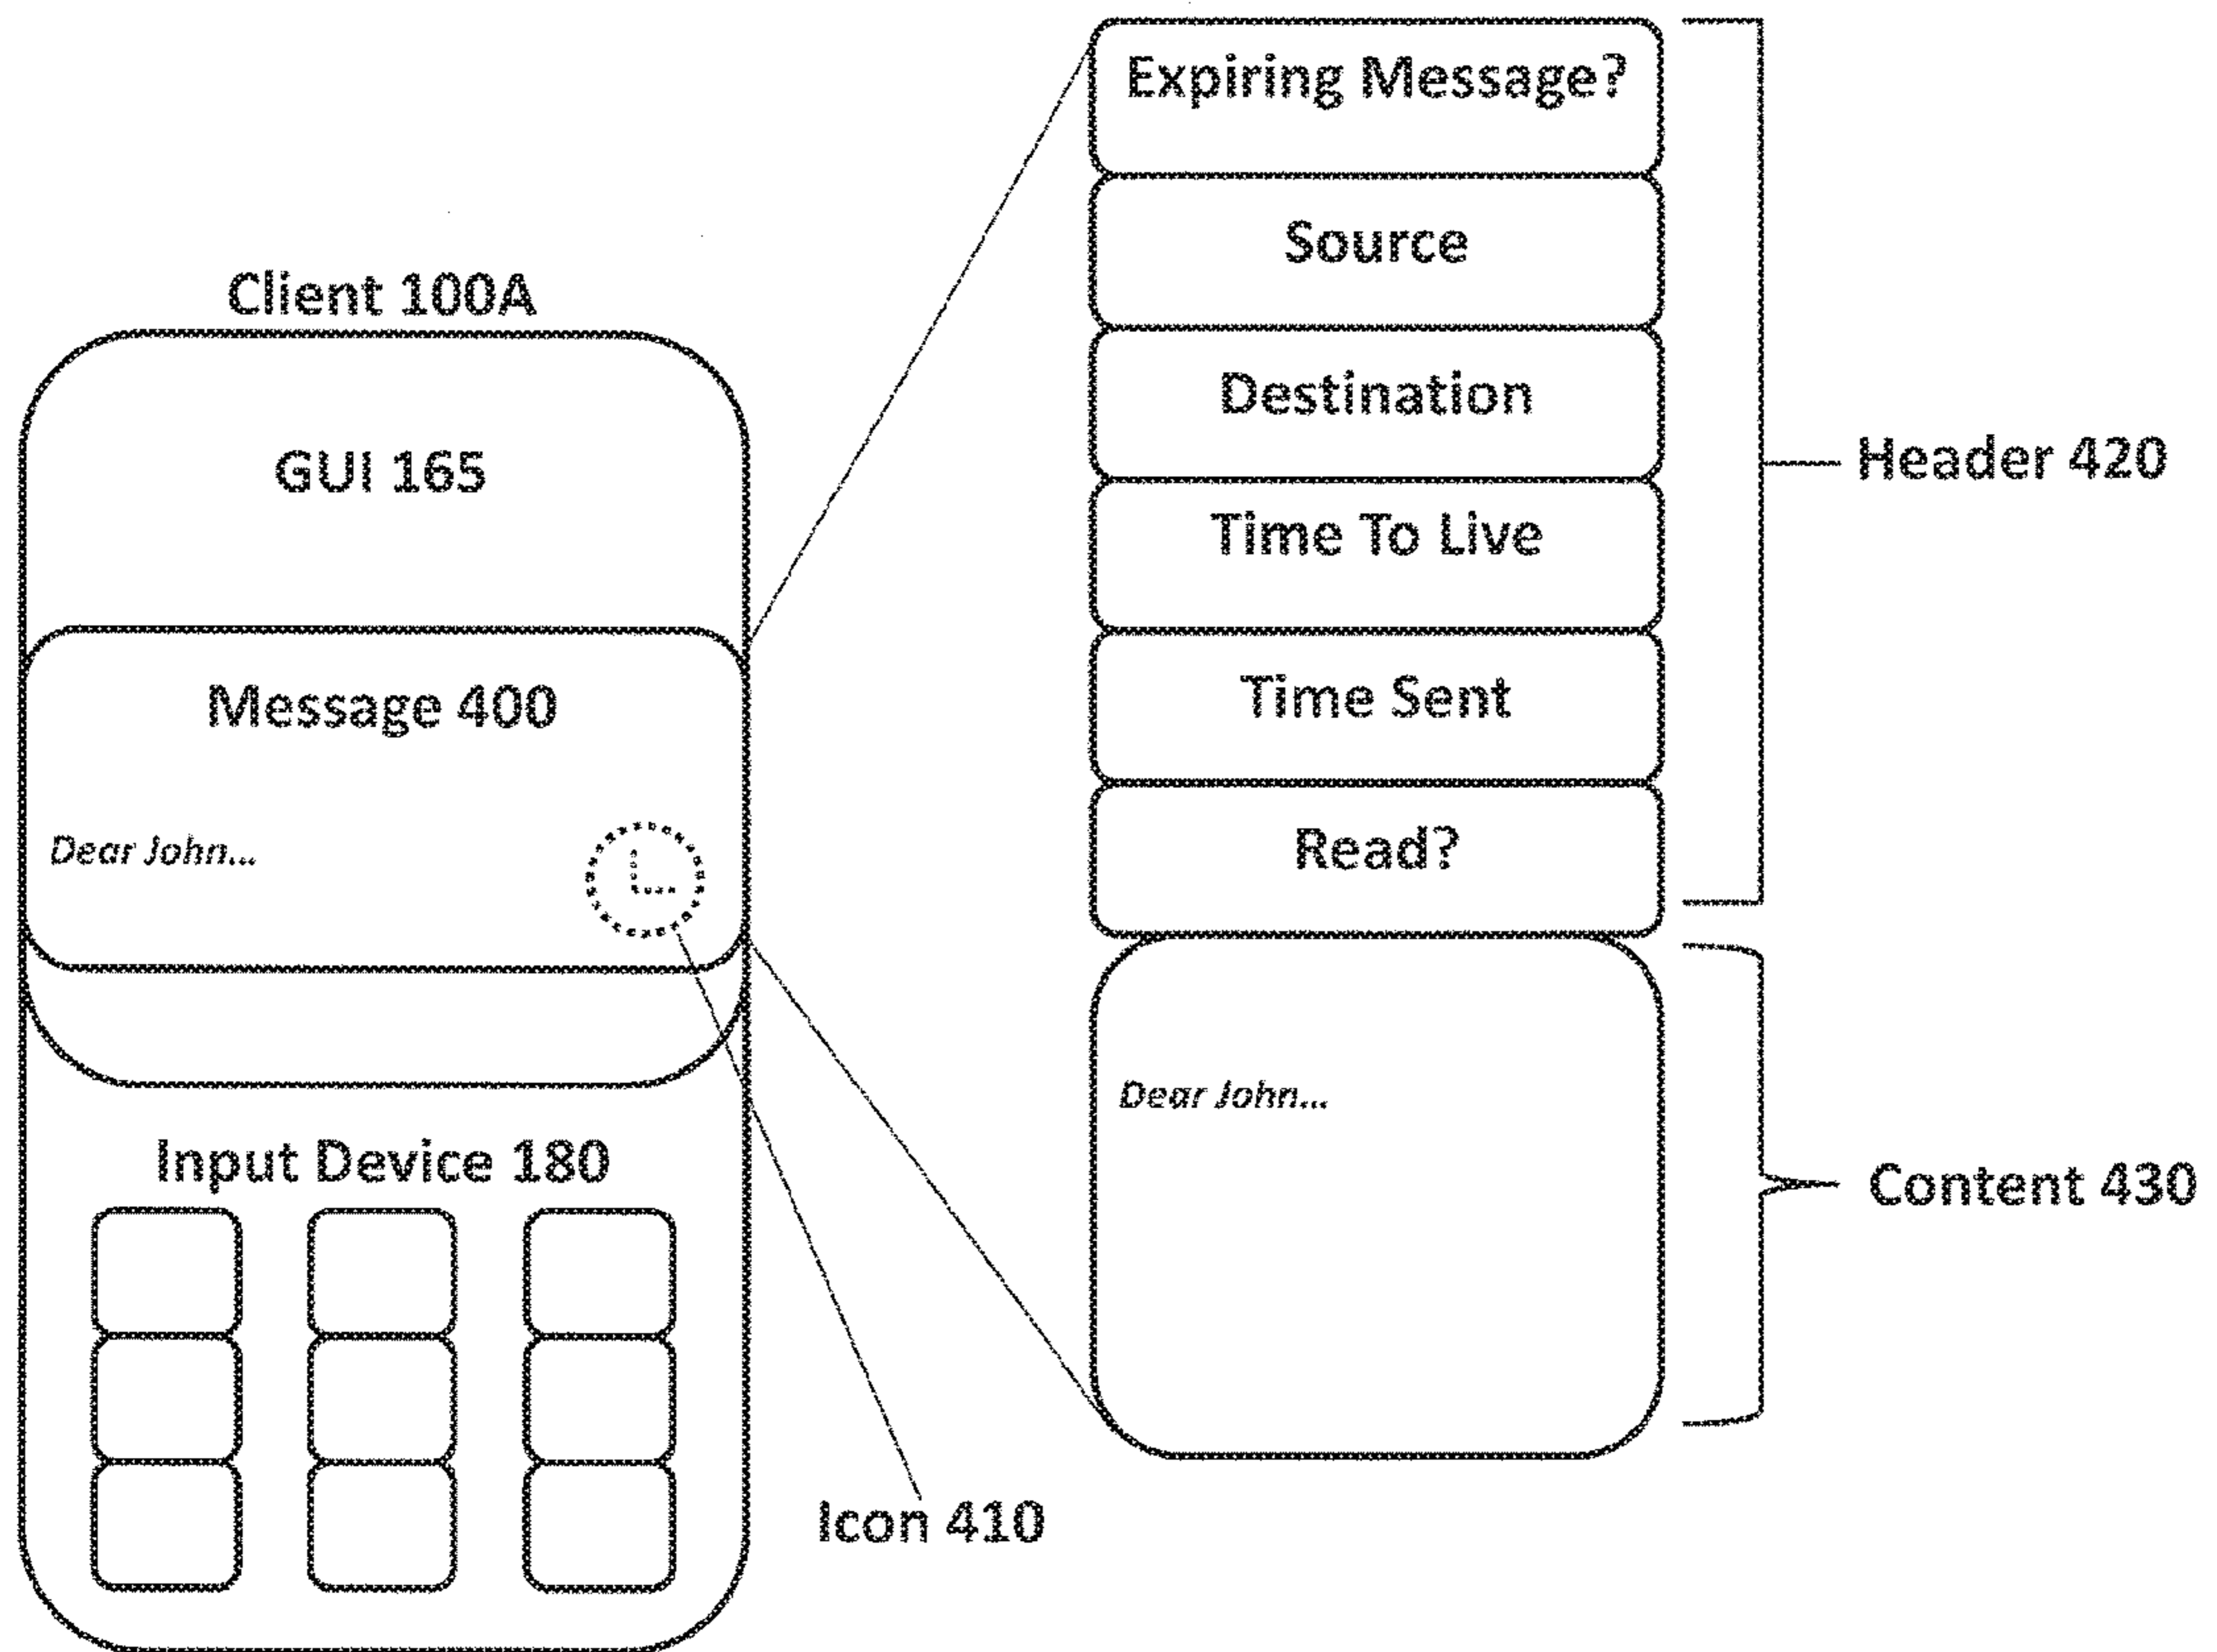 Client 100A
GUI 165
Message 400
Dear John...
Input Device 180
Icon 410
Expiring Message?
Source
Destination
Time To Live
Time Sent
Read?
Header 420
Dear John...
Content 430